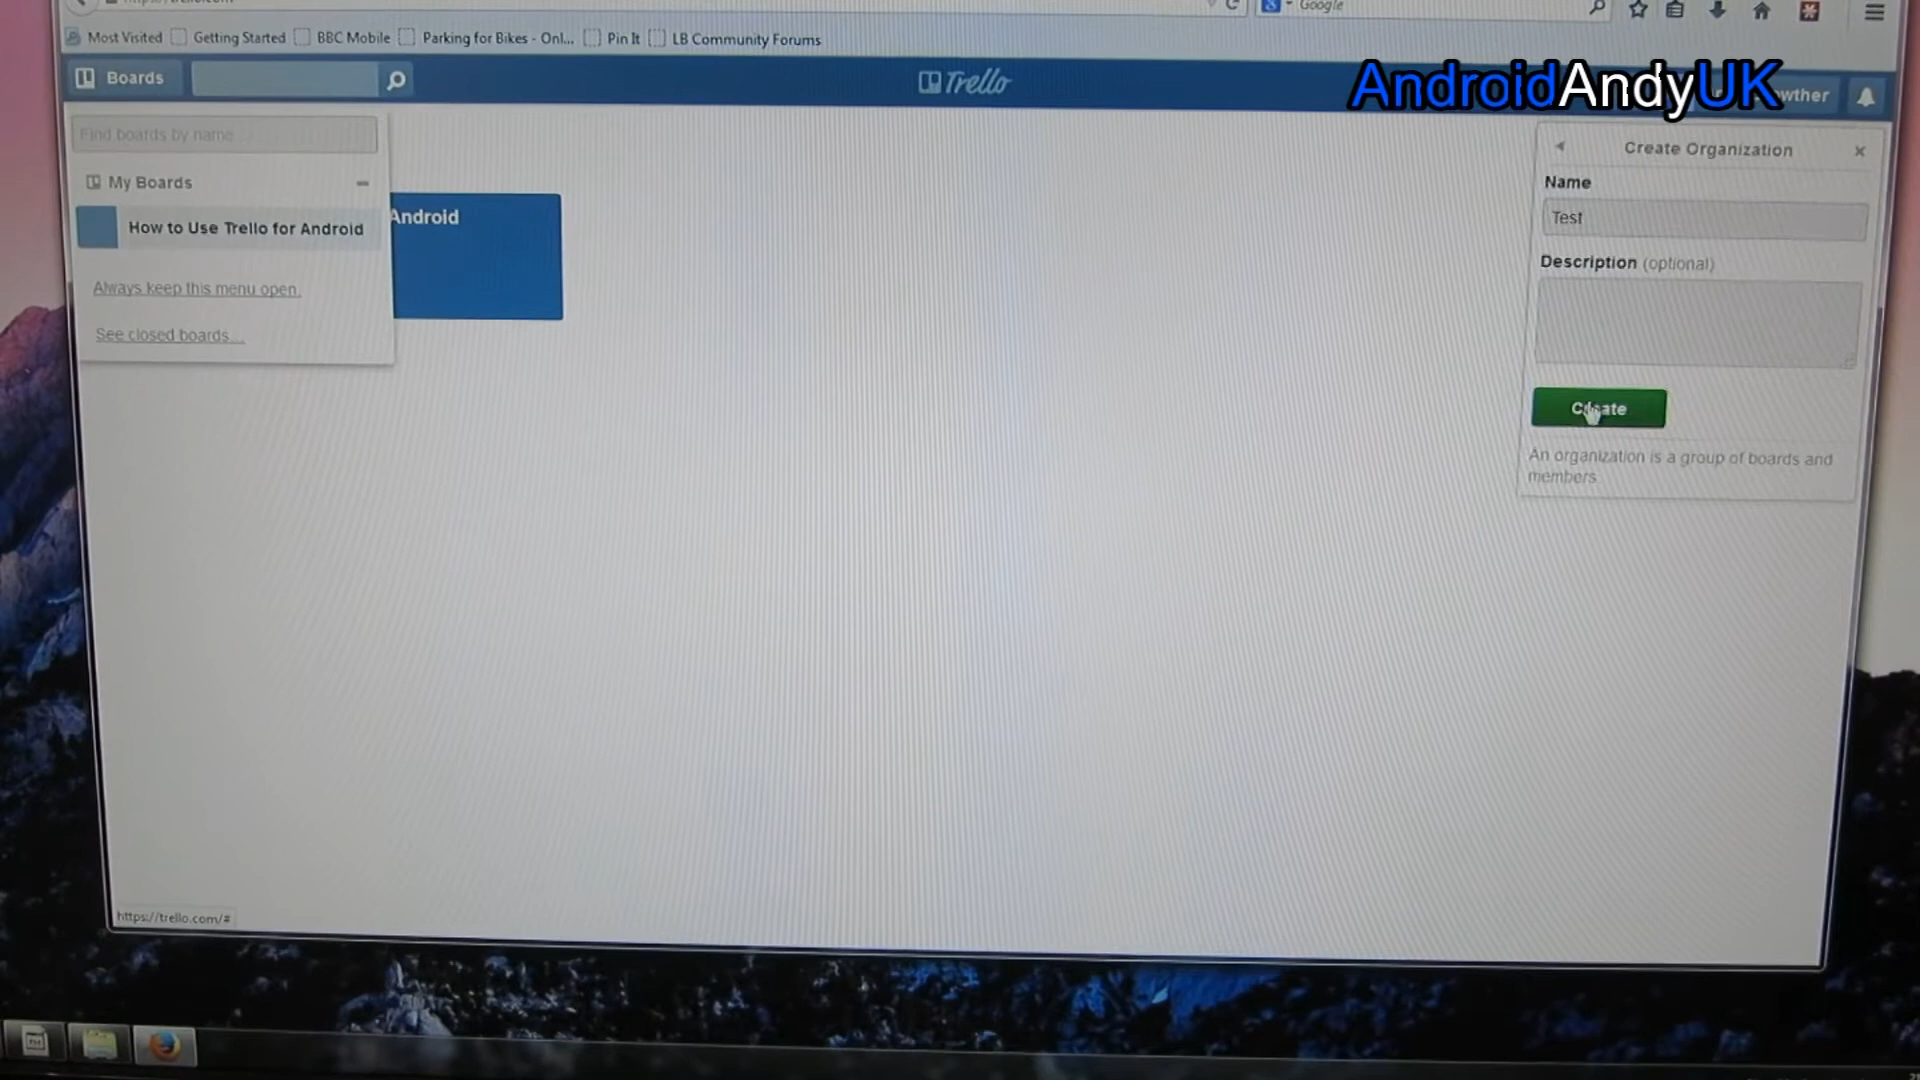 Google
Most Visited
Getting Started
BBC Mobile
Parking for Bikes - Onl...
Pin It
LB Community Forums
Boards
Trello
AndroidAndyUK
wther
Find boards by name...
My Boards
How to Use Trello for Android
Android
Always keep this menu open.
See closed boards...
Create Organization
Name
Test
Description (optional)
Create
An organization is a group of boards and
members
https://trello.com/#